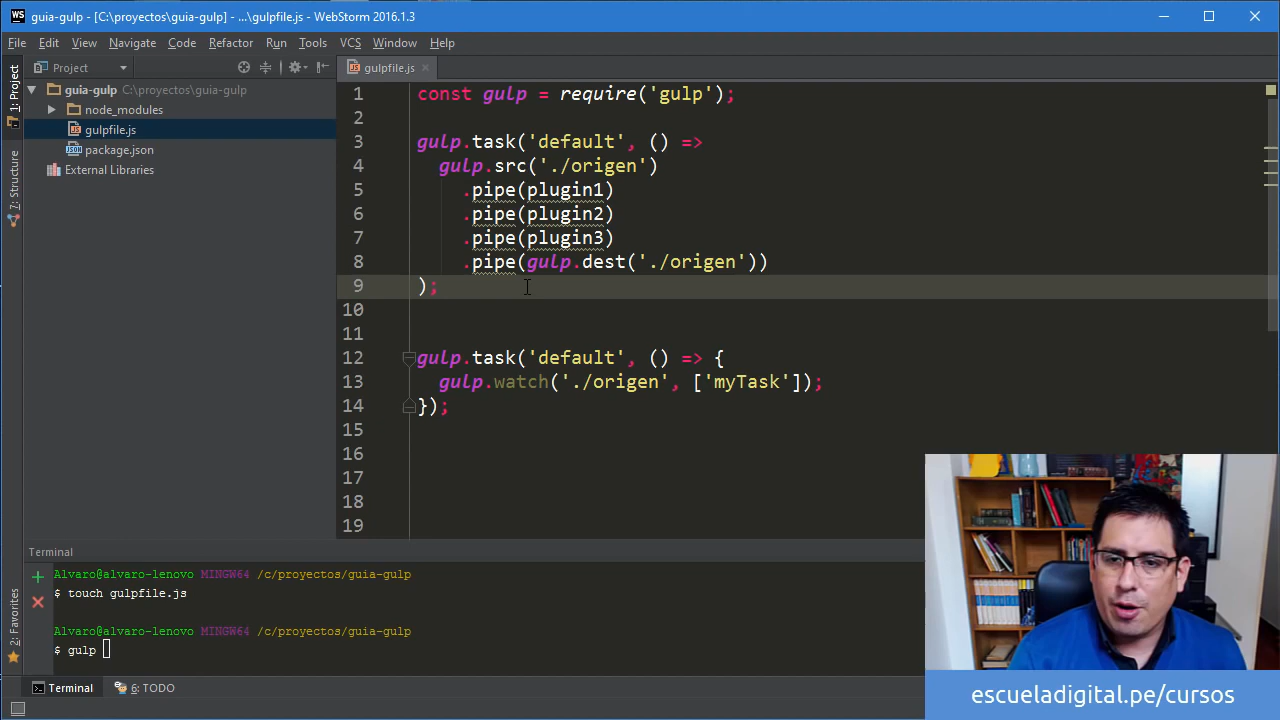 WS guia-gulp - [C:\proyectos\guia-gulp] - ...\gulpfile.js - WebStorm 2016.1.3
File Edit View Navigate Code Refactor Run Tools VCS Window Help
Project
gulpfile.js
1: Project
7: Structure
2: Favorites
guia-gulp C:\proyectos\guia-gulp
node_modules
gulpfile.js
package.json
External Libraries
1 const gulp = require('gulp');
2
3 gulp.task('default', () =>
4 gulp.src('./origen')
5 .pipe(plugin1)
6 .pipe(plugin2)
7 .pipe(plugin3)
8 .pipe(gulp.dest('./origen'))
9 );
10
11
12 gulp.task('default', () => {
13 gulp.watch('./origen', ['myTask']);
14 });
15
16
17
18
19
Terminal
Alvaro@alvaro-lenovo MINGW64 /c/proyectos/guia-gulp
$ touch gulpfile.js
Alvaro@alvaro-lenovo MINGW64 /c/proyectos/guia-gulp
$ gulp
Terminal 6: TODO
escueladigital.pe/cursos